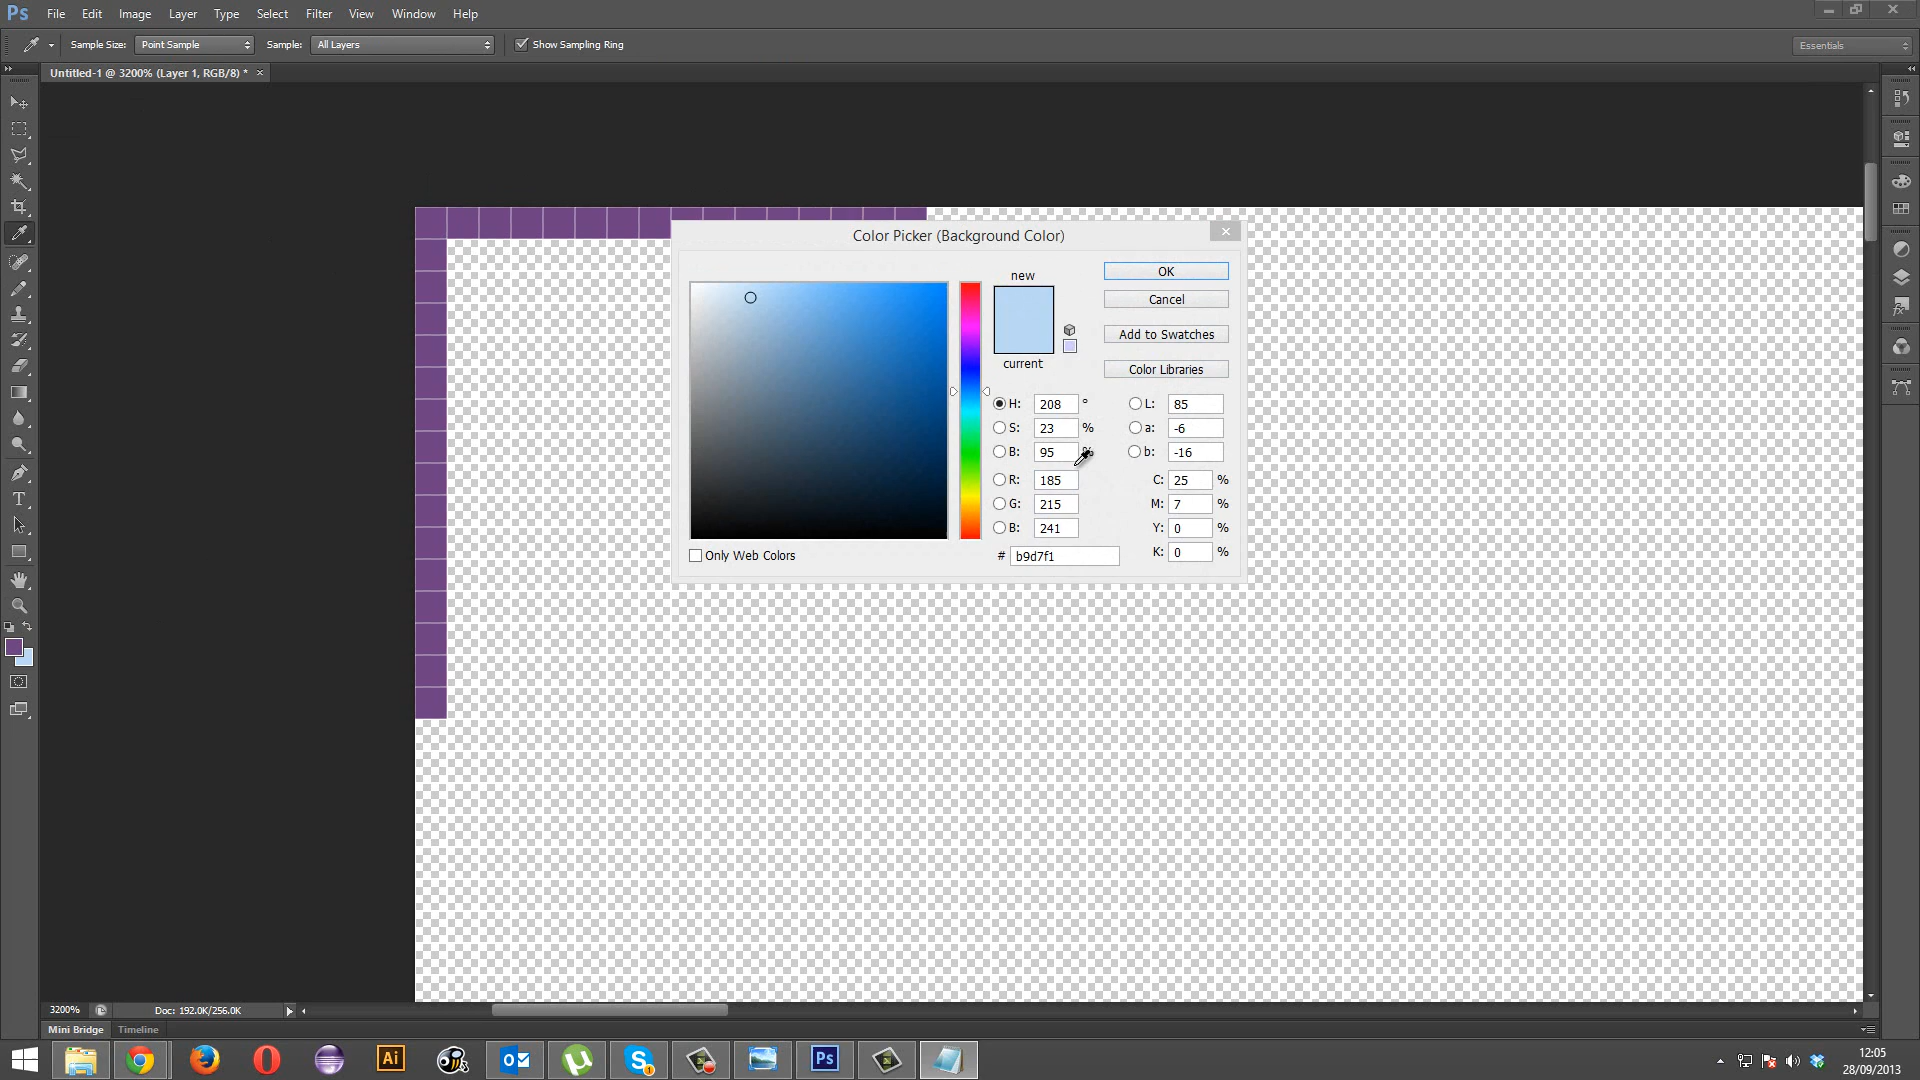 Ps File Edit Image Layer Type Select Filter View Window Help
Sample Size: Point Sample Sample: All Layers Show Sampling Ring Essentials
Untitled-1 @ 3200% (Layer 1, RGB/8) * ×
Color Picker (Background Color)
new
OK
Cancel
Add to Swatches
current
Color Libraries
H: 208 ° L: 85
S: 23 % a: -6
B: 95 % b: -16
R: 185 C: 25 %
G: 215 M: 7 %
B: 241 Y: 0 %
Only Web Colors # b9d7f1 K: 0 %
T
3200% Doc: 192.0K/256.0K
Mini Bridge Timeline
Ai Ps 1
12:05
28/09/2013